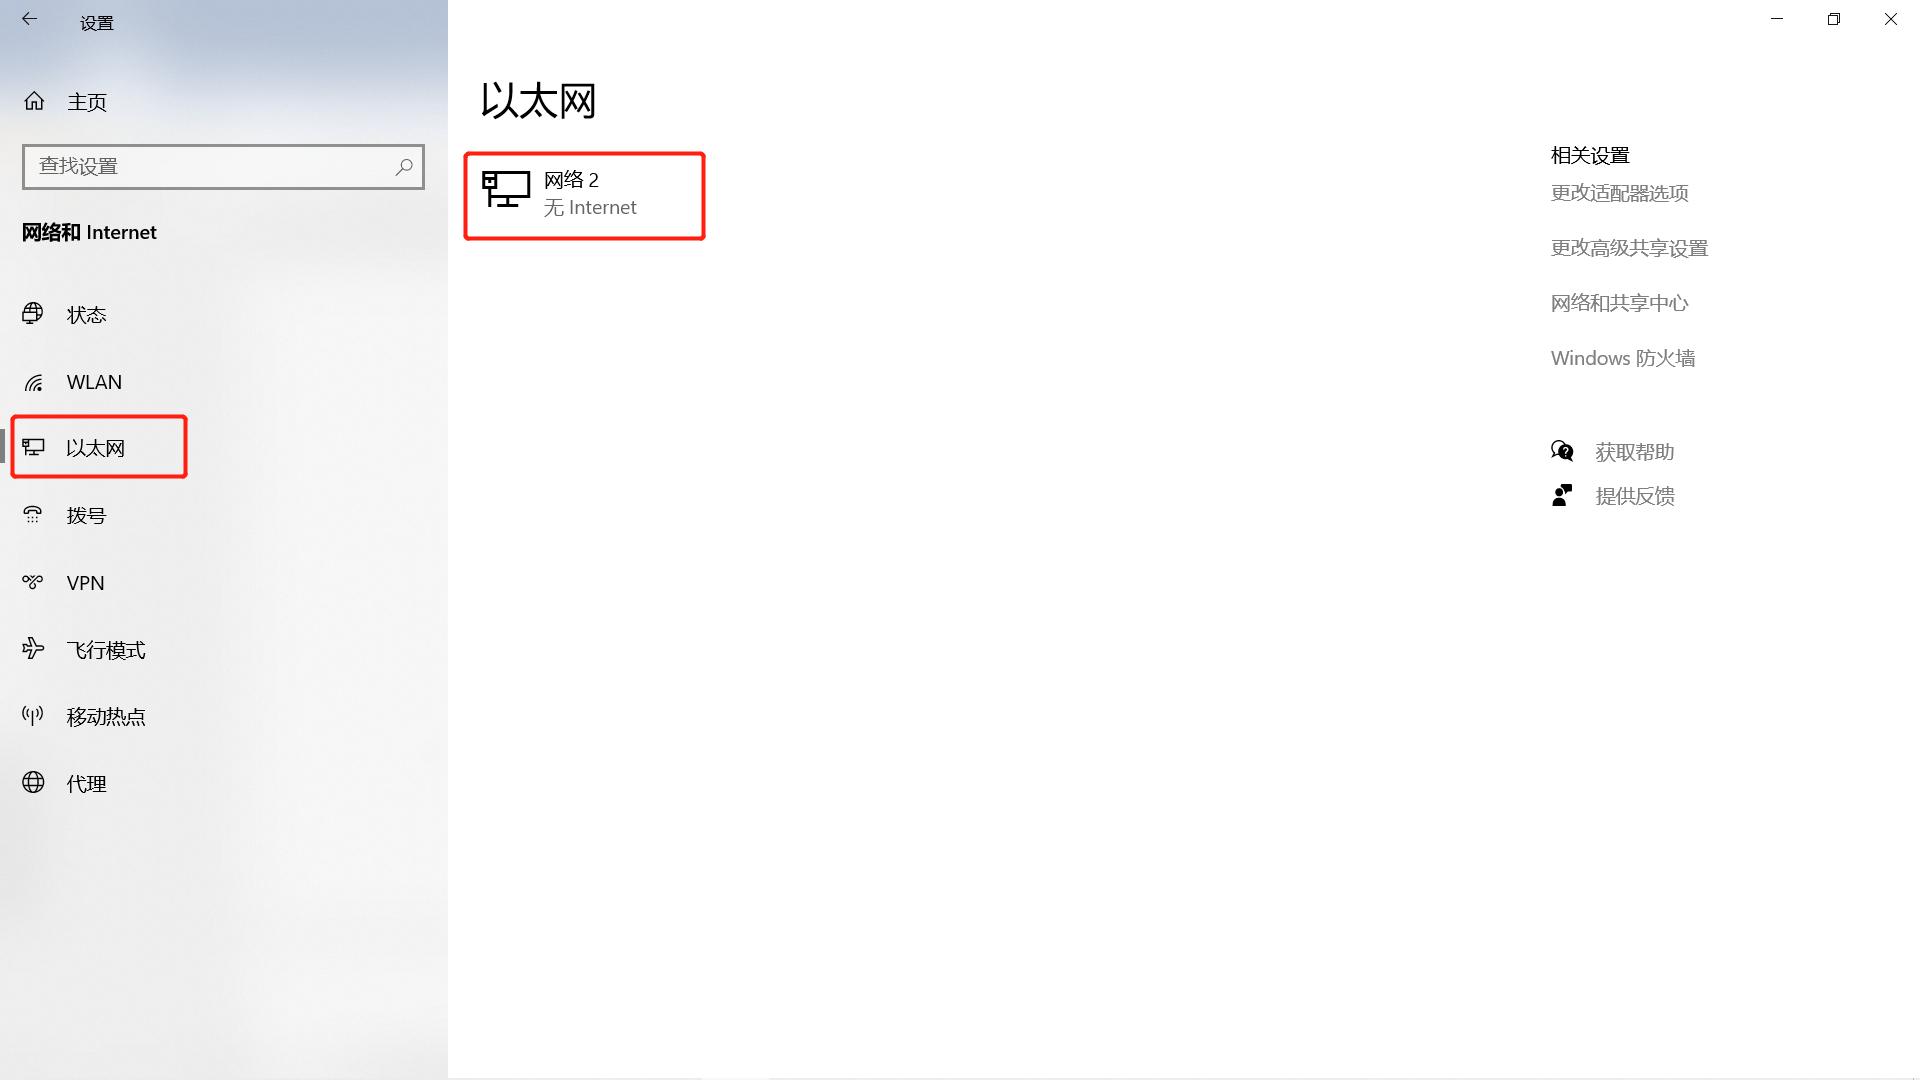 设置
主页
查找设置
网络和 Internet
状态
WLAN
以太网
拨号
VPN
飞行模式
移动热点
代理
以太网
网络 2
无 Internet
相关设置
更改适配器选项
更改高级共享设置
网络和共享中心
Windows 防火墙
获取帮助
提供反馈